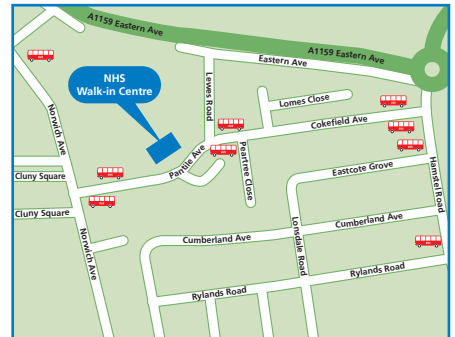 A1159 Eastern Ave
A1159 Eastern Ave
Eastern Ave
NHS
Walk-in Centre
Lewes Road
Lomes Close
Norwich Ave
Cokefield Ave
Pantile Ave
Peartree Close
Eastcote Grove
Hamstel Road
Cluny Square
Cluny Square
Norwich Ave
Cumberland Ave
Cumberland Ave
Lonsdale Road
Rylands Road
Rylands Road